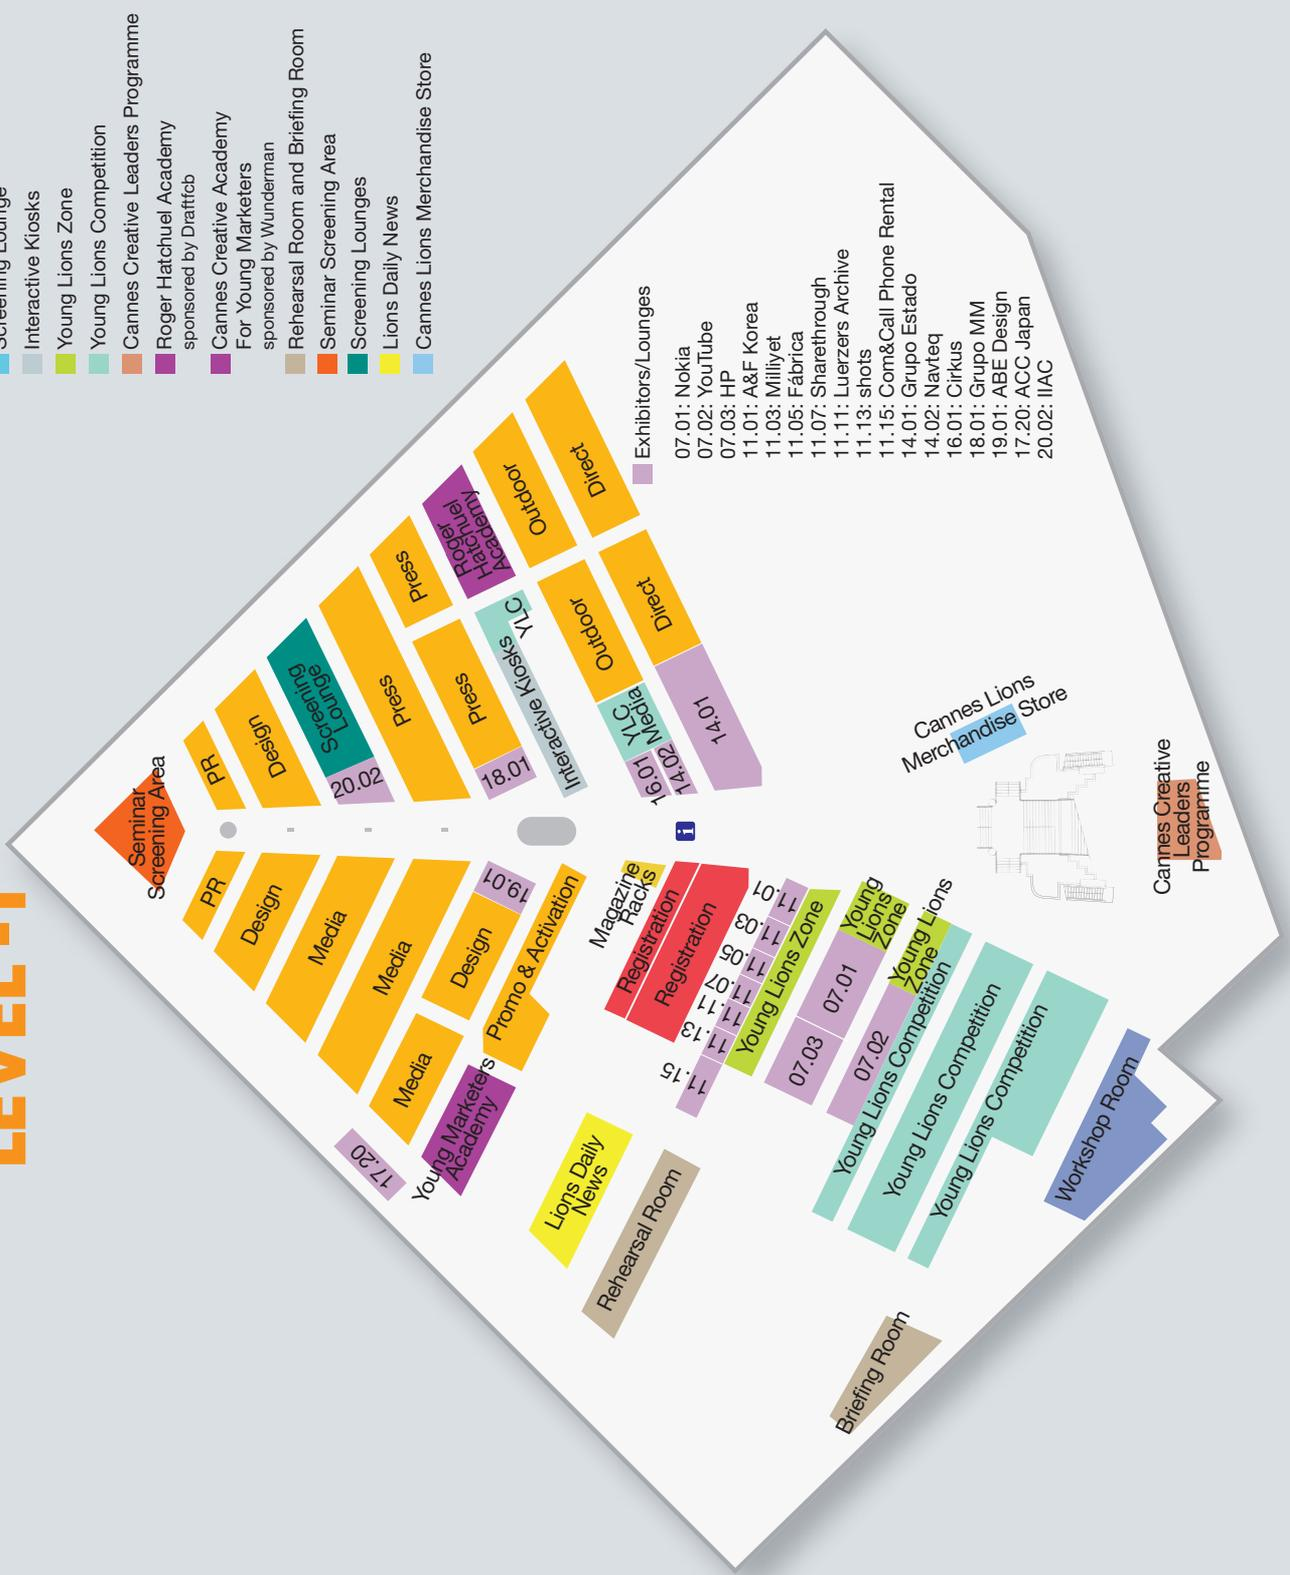 LEVEL
Screening Lounge
Interactive Kiosks
Young Lions Zone
Young Lions Competition
Cannes Creative Leaders Programme
Roger Hatchuel Academy
sponsored by Draftfcb
Cannes Creative Academy
For Young Marketers
sponsored by Wunderman
Rehearsal Room and Briefing Room
Seminar Screening Area
Screening Lounges
Lions Daily News
Cannes Lions Merchandise Store
Seminar
Screening Area
PR
PR
Design
Design
Media
Screening
Lounge
20.02
Media
Press
Media
Design
19.01
18.01
Press
Press
17.20
Young Marketers
Academy
Promo & Activation
Interactive Kiosks
YLC
Roger
Hatchuel
Academy
Outdoor
Outdoor
Direct
Direct
YLC
Media
16.01
14.02
14.01
i
Magazine
Racks
Registration
Registration
Lions Daily
News
Rehearsal Room
11.15
11.13
11.11
11.07
11.05
11.03
11.01
Young Lions Zone
07.03
07.01
Young
Lions
Zone
07.02
Young Lions
Zone
Young Lions Competition
Young Lions Competition
Young Lions Competition
Briefing Room
Workshop Room
Cannes Lions
Merchandise Store
Cannes Creative
Leaders
Programme
Exhibitors/Lounges
07.01: Nokia
07.02: YouTube
07.03: HP
11.01: A&F Korea
11.03: Milliyet
11.05: Fábrica
11.07: Sharethrough
11.11: Luerzers Archive
11.13: shots
11.15: Com&Call Phone Rental
14.01: Grupo Estado
14.02: Navteq
16.01: Cirkus
18.01: Grupo MM
19.01: ABE Design
17.20: ACC Japan
20.02: IIAC